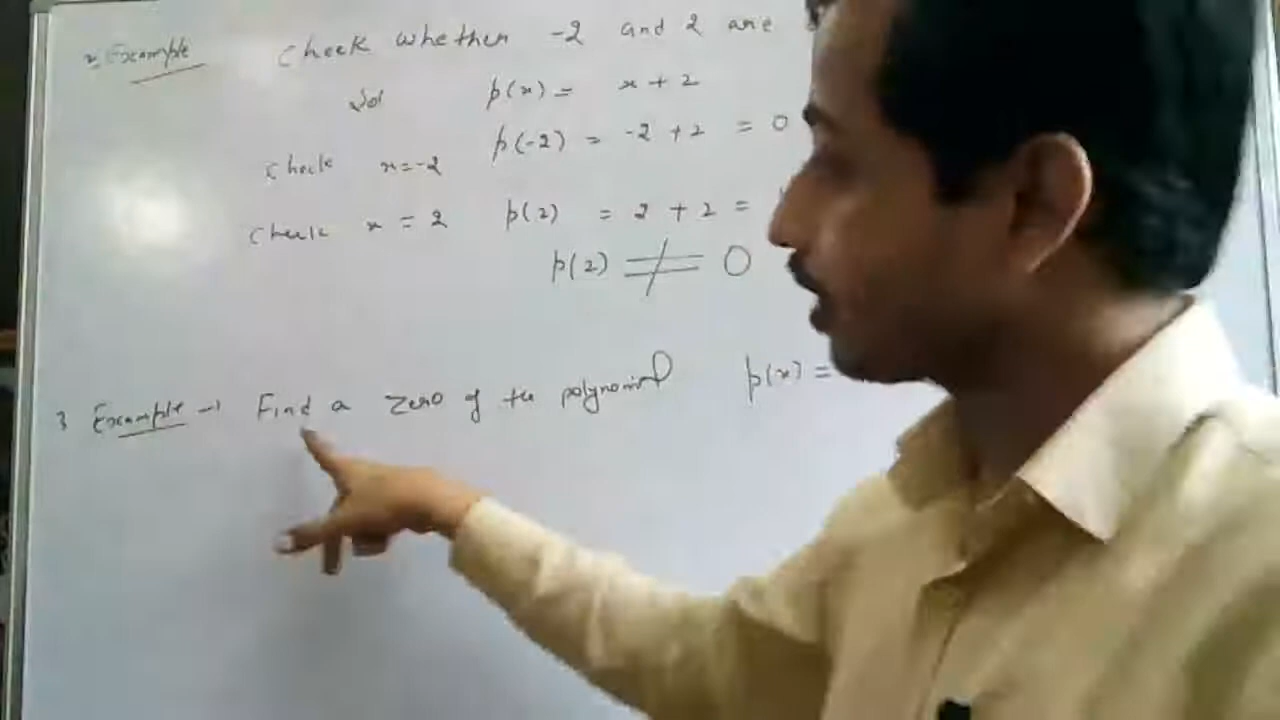 2. Example Check whether -2 and 2 are
Sol p(x) = x + 2
Check x=-2 p(-2) = -2 +2 = 0
Check x = 2 p(2) = 2 + 2 =
p(2) ≠ 0
3 Example → Find a zero of the polynomial p(x) =